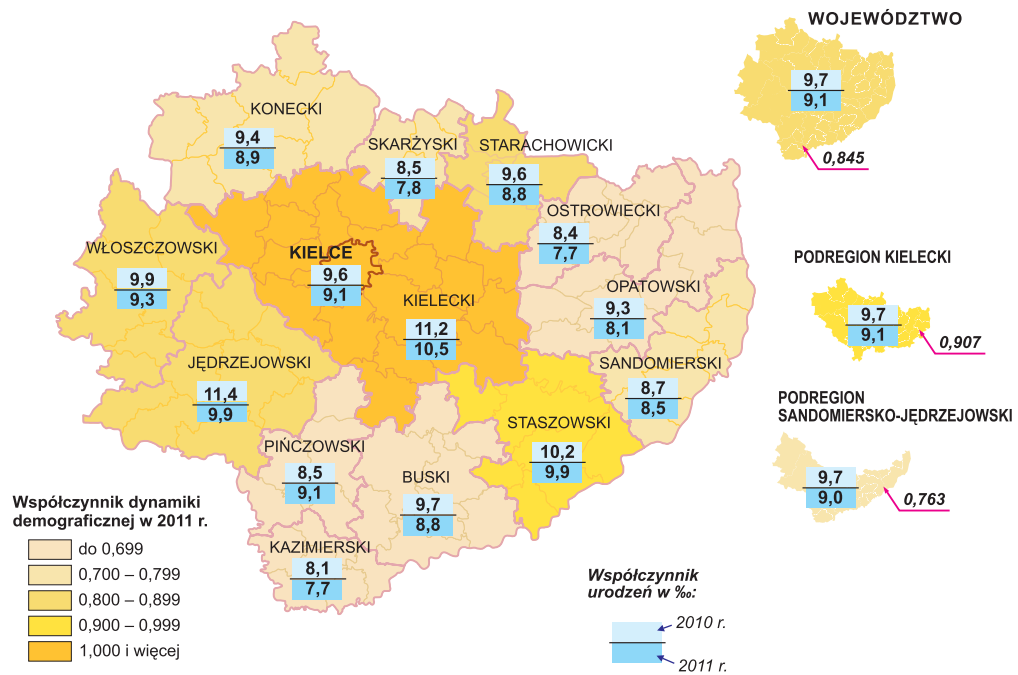 WOJEWÓDZTWO
9,7
9,1
0,845
KONECKI
9,4
8,9
SKARŻYSKI
8,5
7,8
STARACHOWICKI
9,6
8,8
OSTROWIECKI
8,4
7,7
WŁOSZCZOWSKI
9,9
9,3
KIELCE
9,6
9,1
KIELECKI
11,2
10,5
OPATOWSKI
9,3
8,1
PODREGION KIELECKI
9,7
9,1
0,907
JĘDRZEJOWSKI
11,4
9,9
SANDOMIERSKI
8,7
8,5
PODREGION
SANDOMIERSKO-JĘDRZEJOWSKI
9,7
9,0
0,763
STASZOWSKI
10,2
9,9
PIŃCZOWSKI
8,5
9,1
BUSKI
9,7
8,8
KAZIMIERSKI
8,1
7,7
Współczynnik dynamiki
demograficznej w 2011 r.
do 0,699
0,700 – 0,799
0,800 – 0,899
0,900 – 0,999
1,000 i więcej
Współczynnik
urodzeń w ‰:
2010 r.
2011 r.